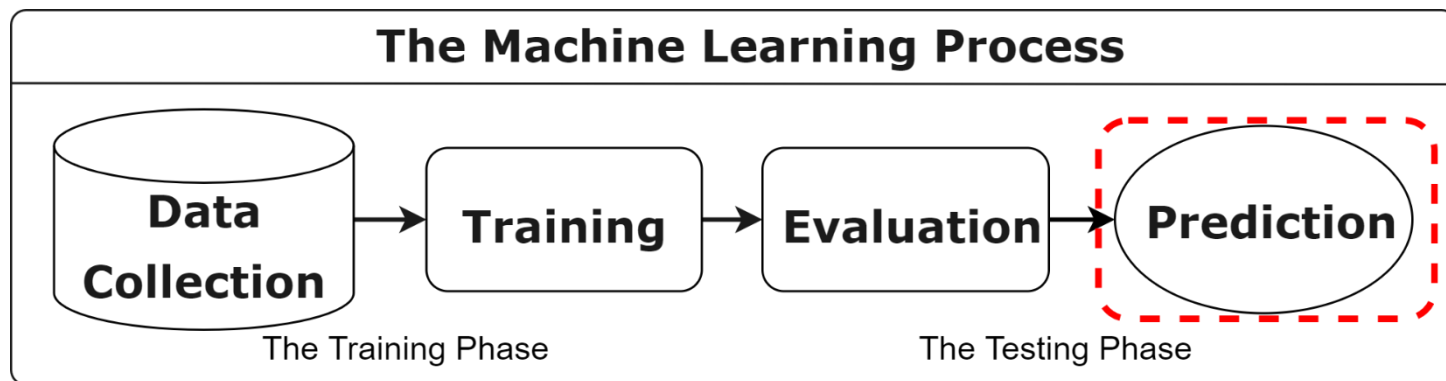 The Machine Learning Process
Data
Collection
Training
Evaluation
Prediction
The Training Phase
The Testing Phase